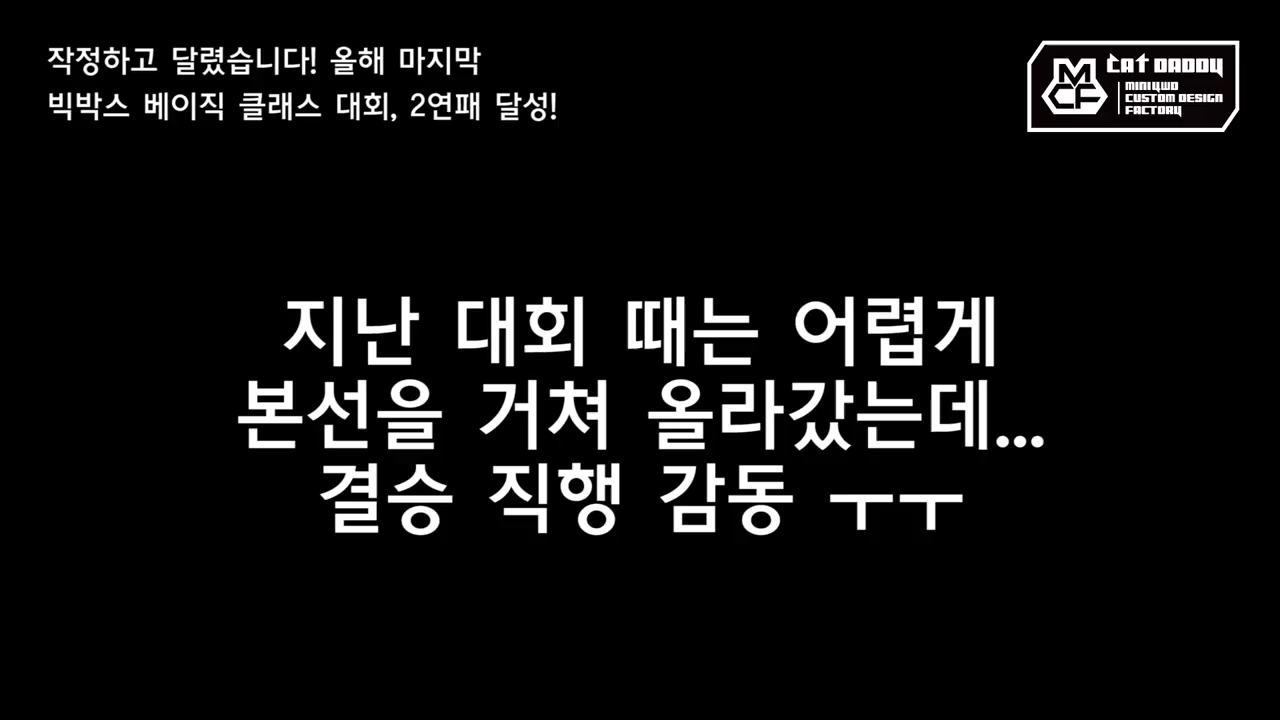 작정하고 달렸습니다! 올해 마지막
빅박스 베이직 클래스 대회, 2연패 달성!
MCF
CAT DADDY
MINI4WD
CUSTOM DESIGN
FACTORY
지난 대회 때는 어렵게
본선을 거쳐 올라갔는데...
결승 직행 감동 ㅜㅜ